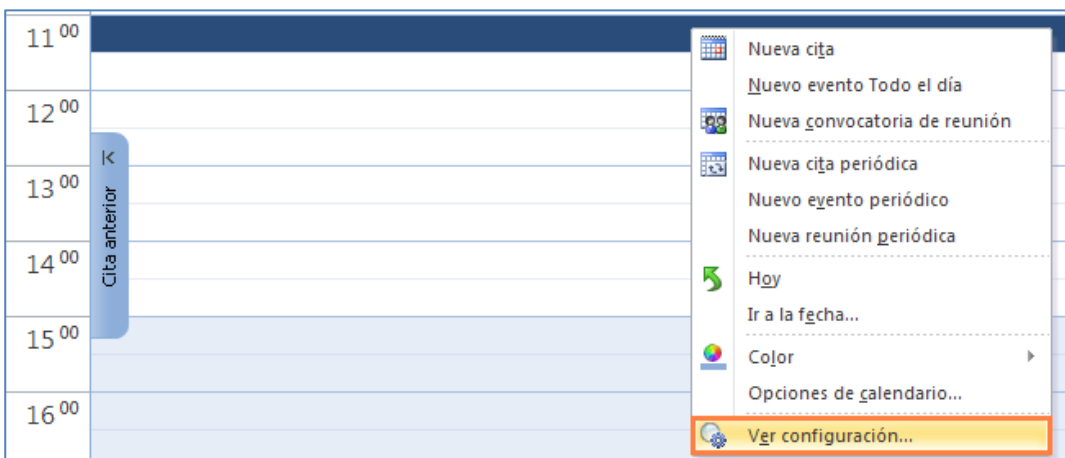 11 00
12 00
13 00
14 00
15 00
16 00
Cita anterior
Nueva cita
Nuevo evento Todo el día
Nueva convocatoria de reunión
Nueva cita periódica
Nuevo evento periódico
Nueva reunión periódica
Hoy
Ir a la fecha...
Color
Opciones de calendario...
Ver configuración...